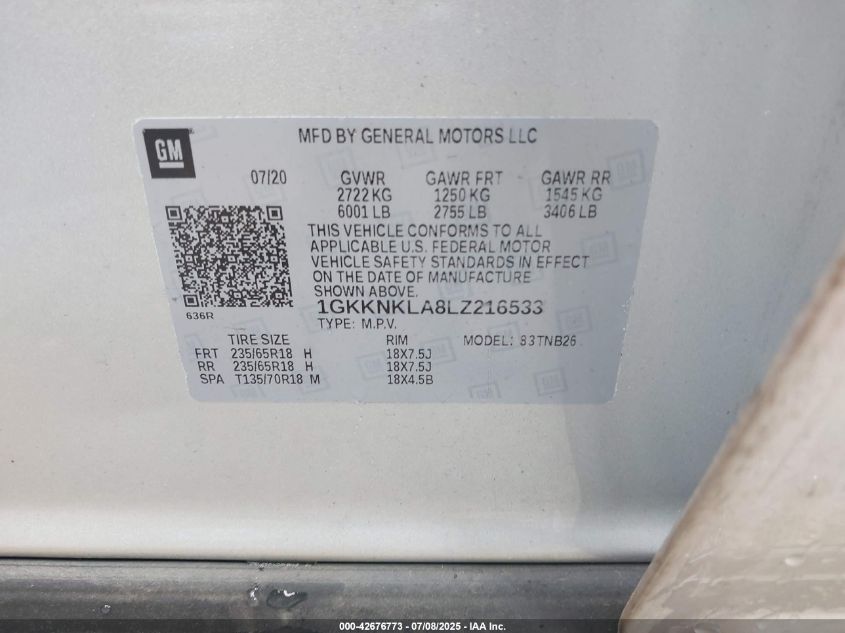 GM
MFD BY GENERAL MOTORS LLC
07/20 GVWR GAWR FRT GAWR RR
2722 KG 1250 KG 1545 KG
6001 LB 2755 LB 3406 LB
THIS VEHICLE CONFORMS TO ALL
APPLICABLE U.S. FEDERAL MOTOR
VEHICLE SAFETY STANDARDS IN EFFECT
ON THE DATE OF MANUFACTURE
SHOWN ABOVE.
636R
1GKKNKLA8LZ216533
TYPE: M.P.V.
TIRE SIZE RIM MODEL: 83TNB26
FRT 235/65R18 H 18X7.5J
RR 235/65R18 H 18X7.5J
SPA T135/70R18 M 18X4.5B
000-42676773 - 07/08/2025 - IAA Inc.